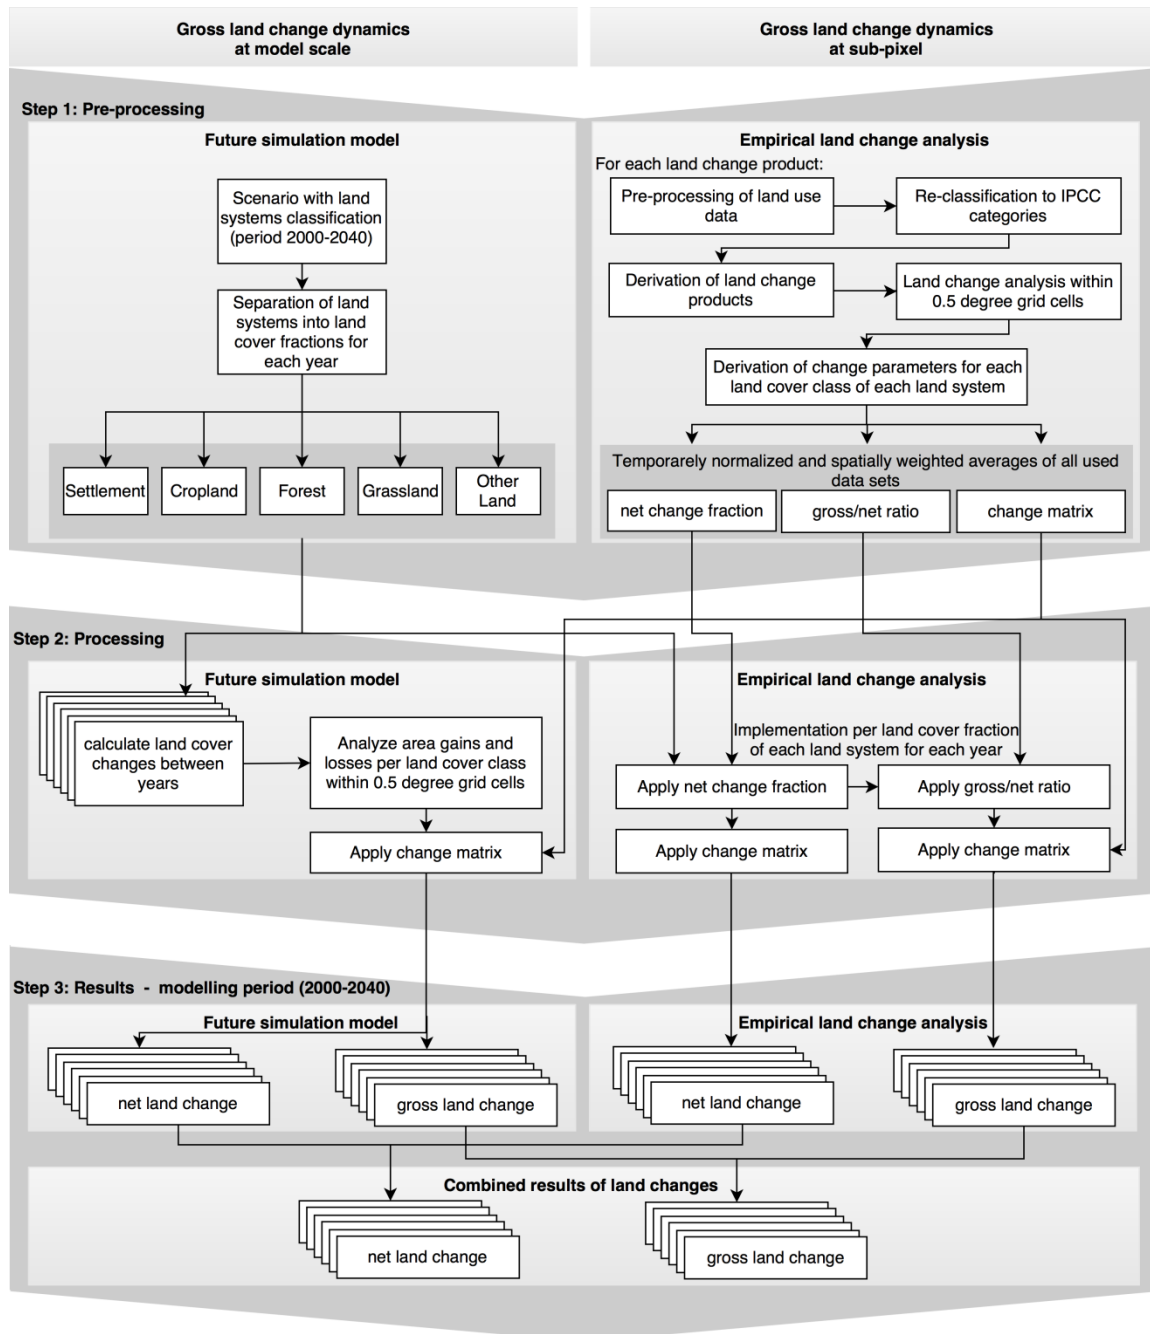 Gross land change dynamics
at model scale
Gross land change dynamics
at sub-pixel
Step 1: Pre-processing
Future simulation model
Scenario with land
systems classification
(period 2000-2040)
Separation of land
systems into land
cover fractions for
each year
Settlement
Cropland
Forest
Grassland
Other
Land
Empirical land change analysis
For each land change product:
Pre-processing of land use
data
Re-classification to IPCC
categories
Derivation of land change
products
Land change analysis within
0.5 degree grid cells
Derivation of change parameters for each
land cover class of each land system
Temporarely normalized and spatially weighted averages of all used
data sets
net change fraction
gross/net ratio
change matrix
Step 2: Processing
Future simulation model
calculate land cover
changes between
years
Analyze area gains and
losses per land cover class
within 0.5 degree grid cells
Apply change matrix
Empirical land change analysis
Implementation per land cover fraction
of each land system for each year
Apply net change fraction
Apply gross/net ratio
Apply change matrix
Apply change matrix
Step 3: Results - modelling period (2000-2040)
Future simulation model
net land change
gross land change
Empirical land change analysis
net land change
gross land change
Combined results of land changes
net land change
gross land change